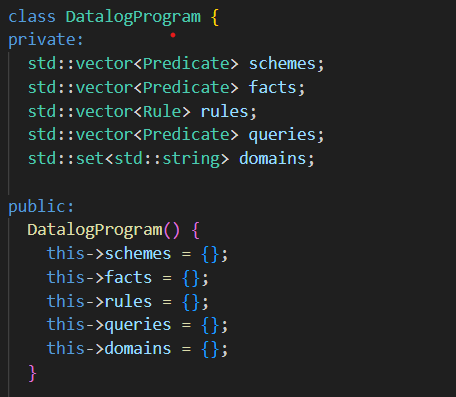 class DatalogProgram {
private:
  std::vector<Predicate> schemes;
  std::vector<Predicate> facts;
  std::vector<Rule> rules;
  std::vector<Predicate> queries;
  std::set<std::string> domains;

public:
  DatalogProgram() {
    this->schemes = {};
    this->facts = {};
    this->rules = {};
    this->queries = {};
    this->domains = {};
  }